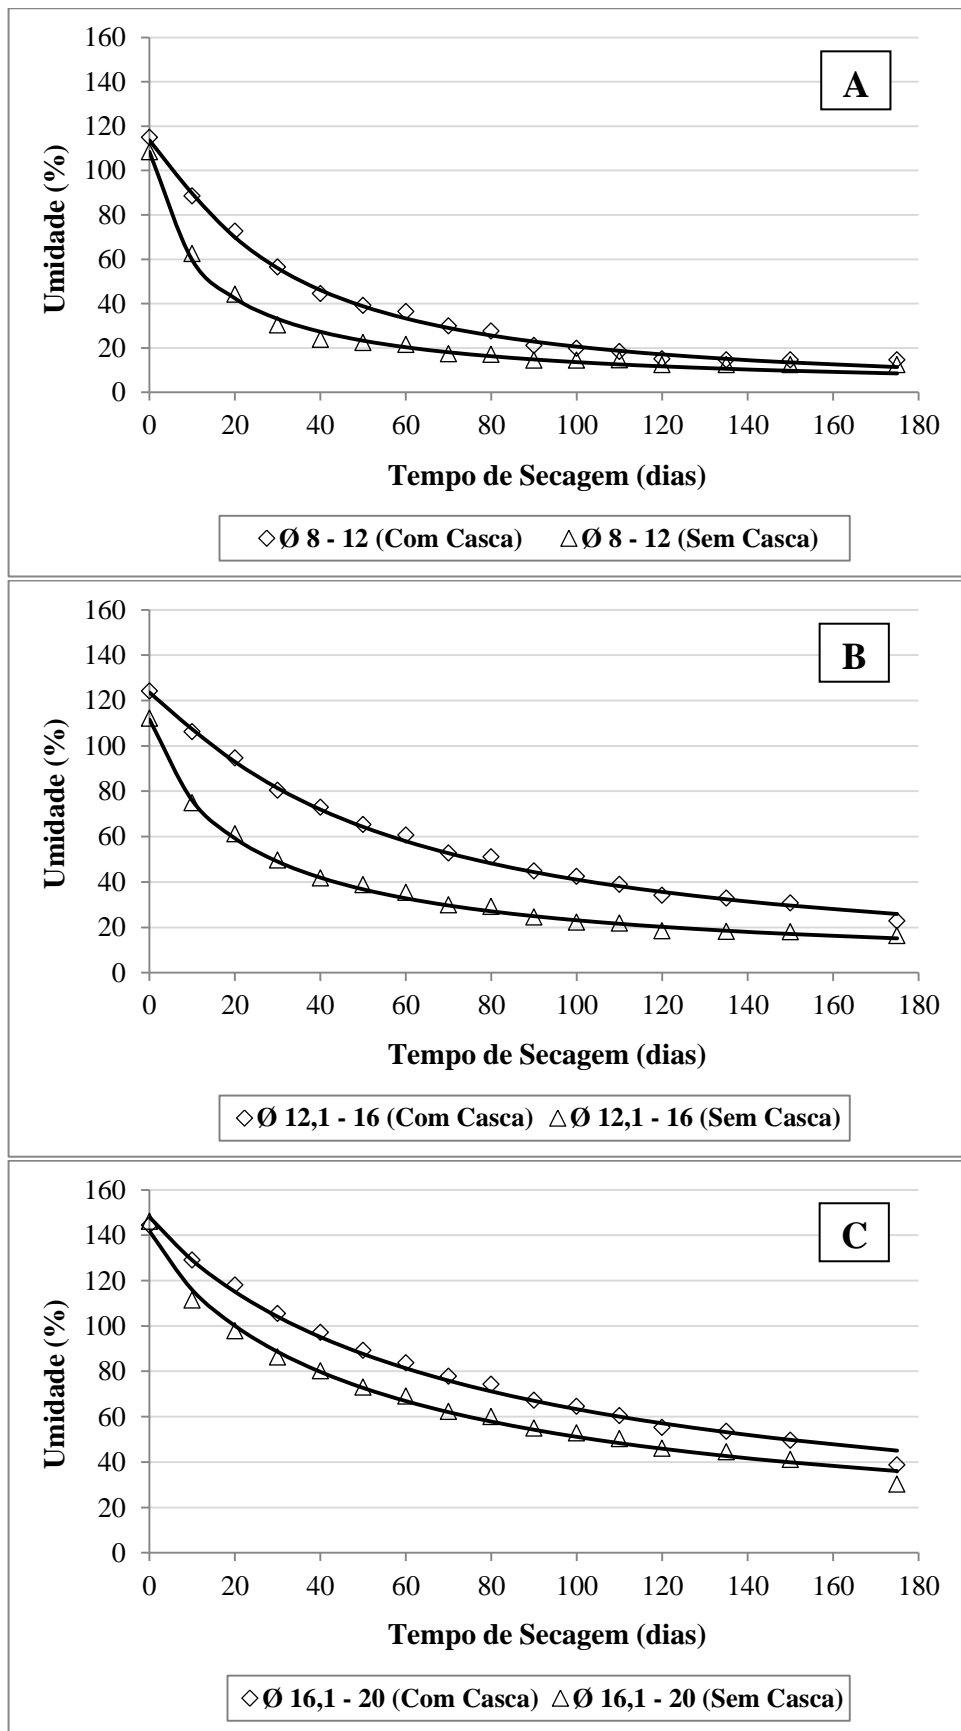 A
Umidade (%)
160
140
120
100
80
60
40
20
0
0 20 40 60 80 100 120 140 160 180
Tempo de Secagem (dias)
Ø 8 - 12 (Com Casca) Ø 8 - 12 (Sem Casca)
B
Umidade (%)
160
140
120
100
80
60
40
20
0
0 20 40 60 80 100 120 140 160 180
Tempo de Secagem (dias)
Ø 12,1 - 16 (Com Casca) Ø 12,1 - 16 (Sem Casca)
C
Umidade (%)
160
140
120
100
80
60
40
20
0
0 20 40 60 80 100 120 140 160 180
Tempo de Secagem (dias)
Ø 16,1 - 20 (Com Casca) Ø 16,1 - 20 (Sem Casca)